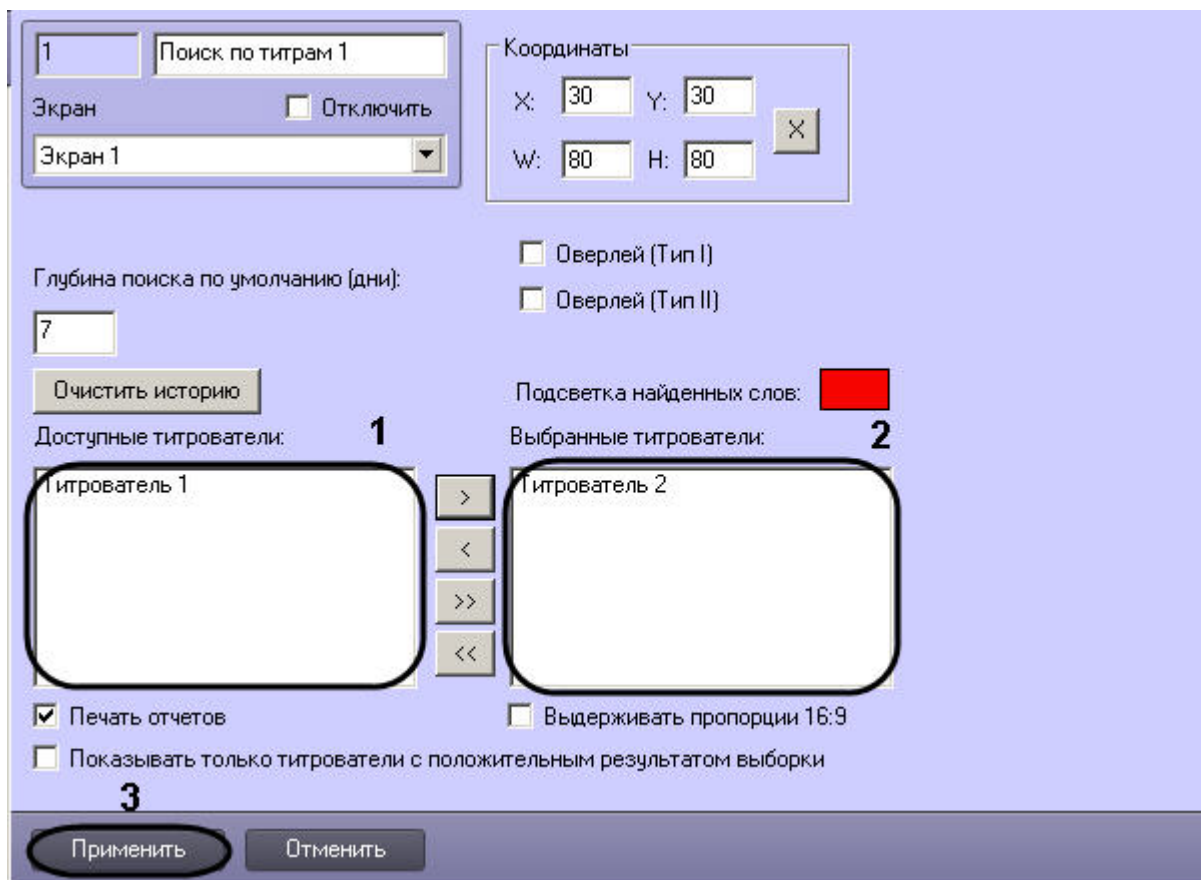 1 Поиск по титрам 1
Экран Отключить
Экран 1
Координаты
X: 30 Y: 30
X
W: 80 H: 80
Оверлей (Тип I)
Оверлей (Тип II)
Глубина поиска по умолчанию (дни):
7
Очистить историю
Подсветка найденных слов:
Доступные титрователи: 1
Выбранные титрователи: 2
Титрователь 1
Титрователь 2
>
<
>>
<<
Печать отчетов
Выдерживать пропорции 16:9
Показывать только титрователи с положительным результатом выборки
3
Применить Отменить